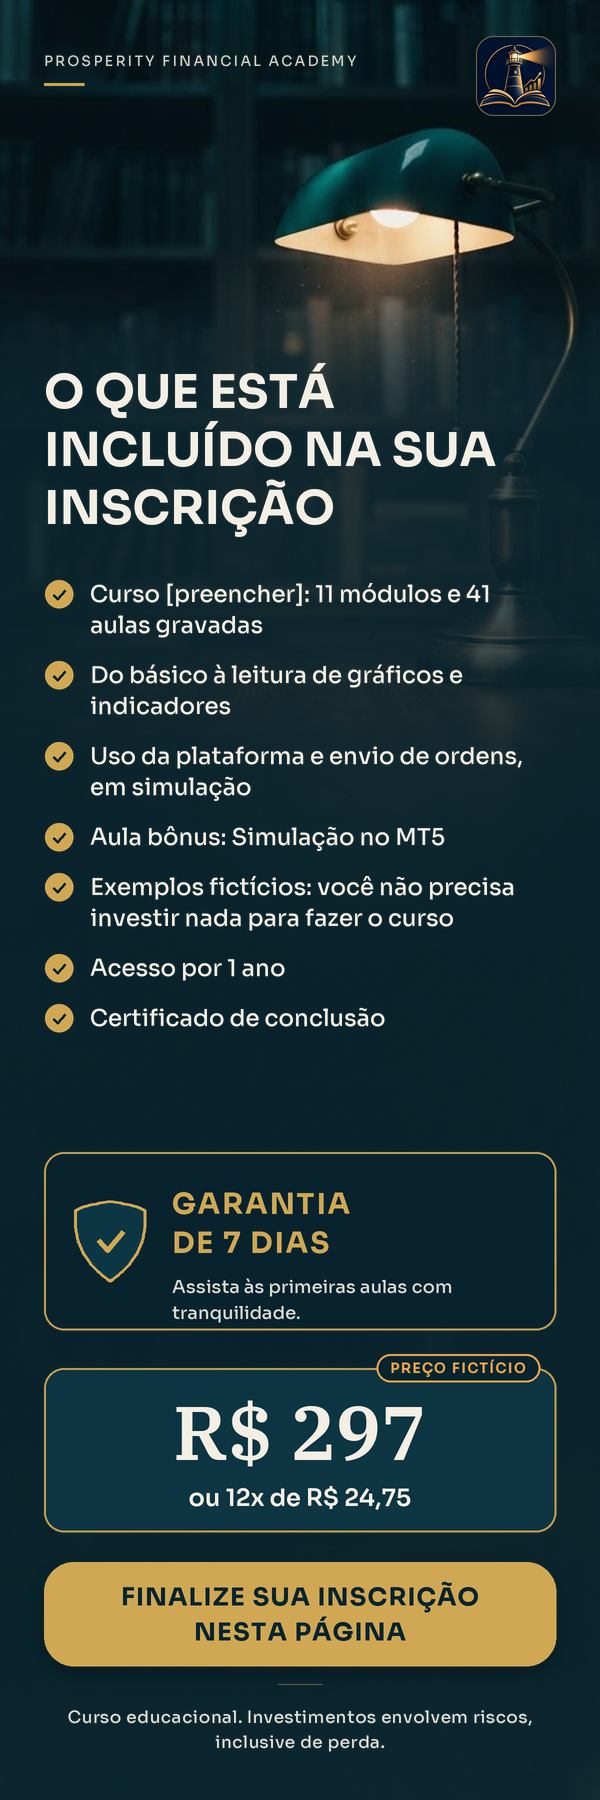 PROSPERITY FINANCIAL ACADEMY
O QUE ESTÁ
INCLUÍDO NA SUA
INSCRIÇÃO
Curso [preencher]: 11 módulos e 41
aulas gravadas
Do básico à leitura de gráficos e
indicadores
Uso da plataforma e envio de ordens,
em simulação
Aula bônus: Simulação no MT5
Exemplos fictícios: você não precisa
investir nada para fazer o curso
Acesso por 1 ano
Certificado de conclusão
GARANTIA
DE 7 DIAS
Assista às primeiras aulas com
tranquilidade.
PREÇO FICTÍCIO
R$ 297
ou 12x de R$ 24,75
FINALIZE SUA INSCRIÇÃO
NESTA PÁGINA
Curso educacional. Investimentos envolvem riscos,
inclusive de perda.